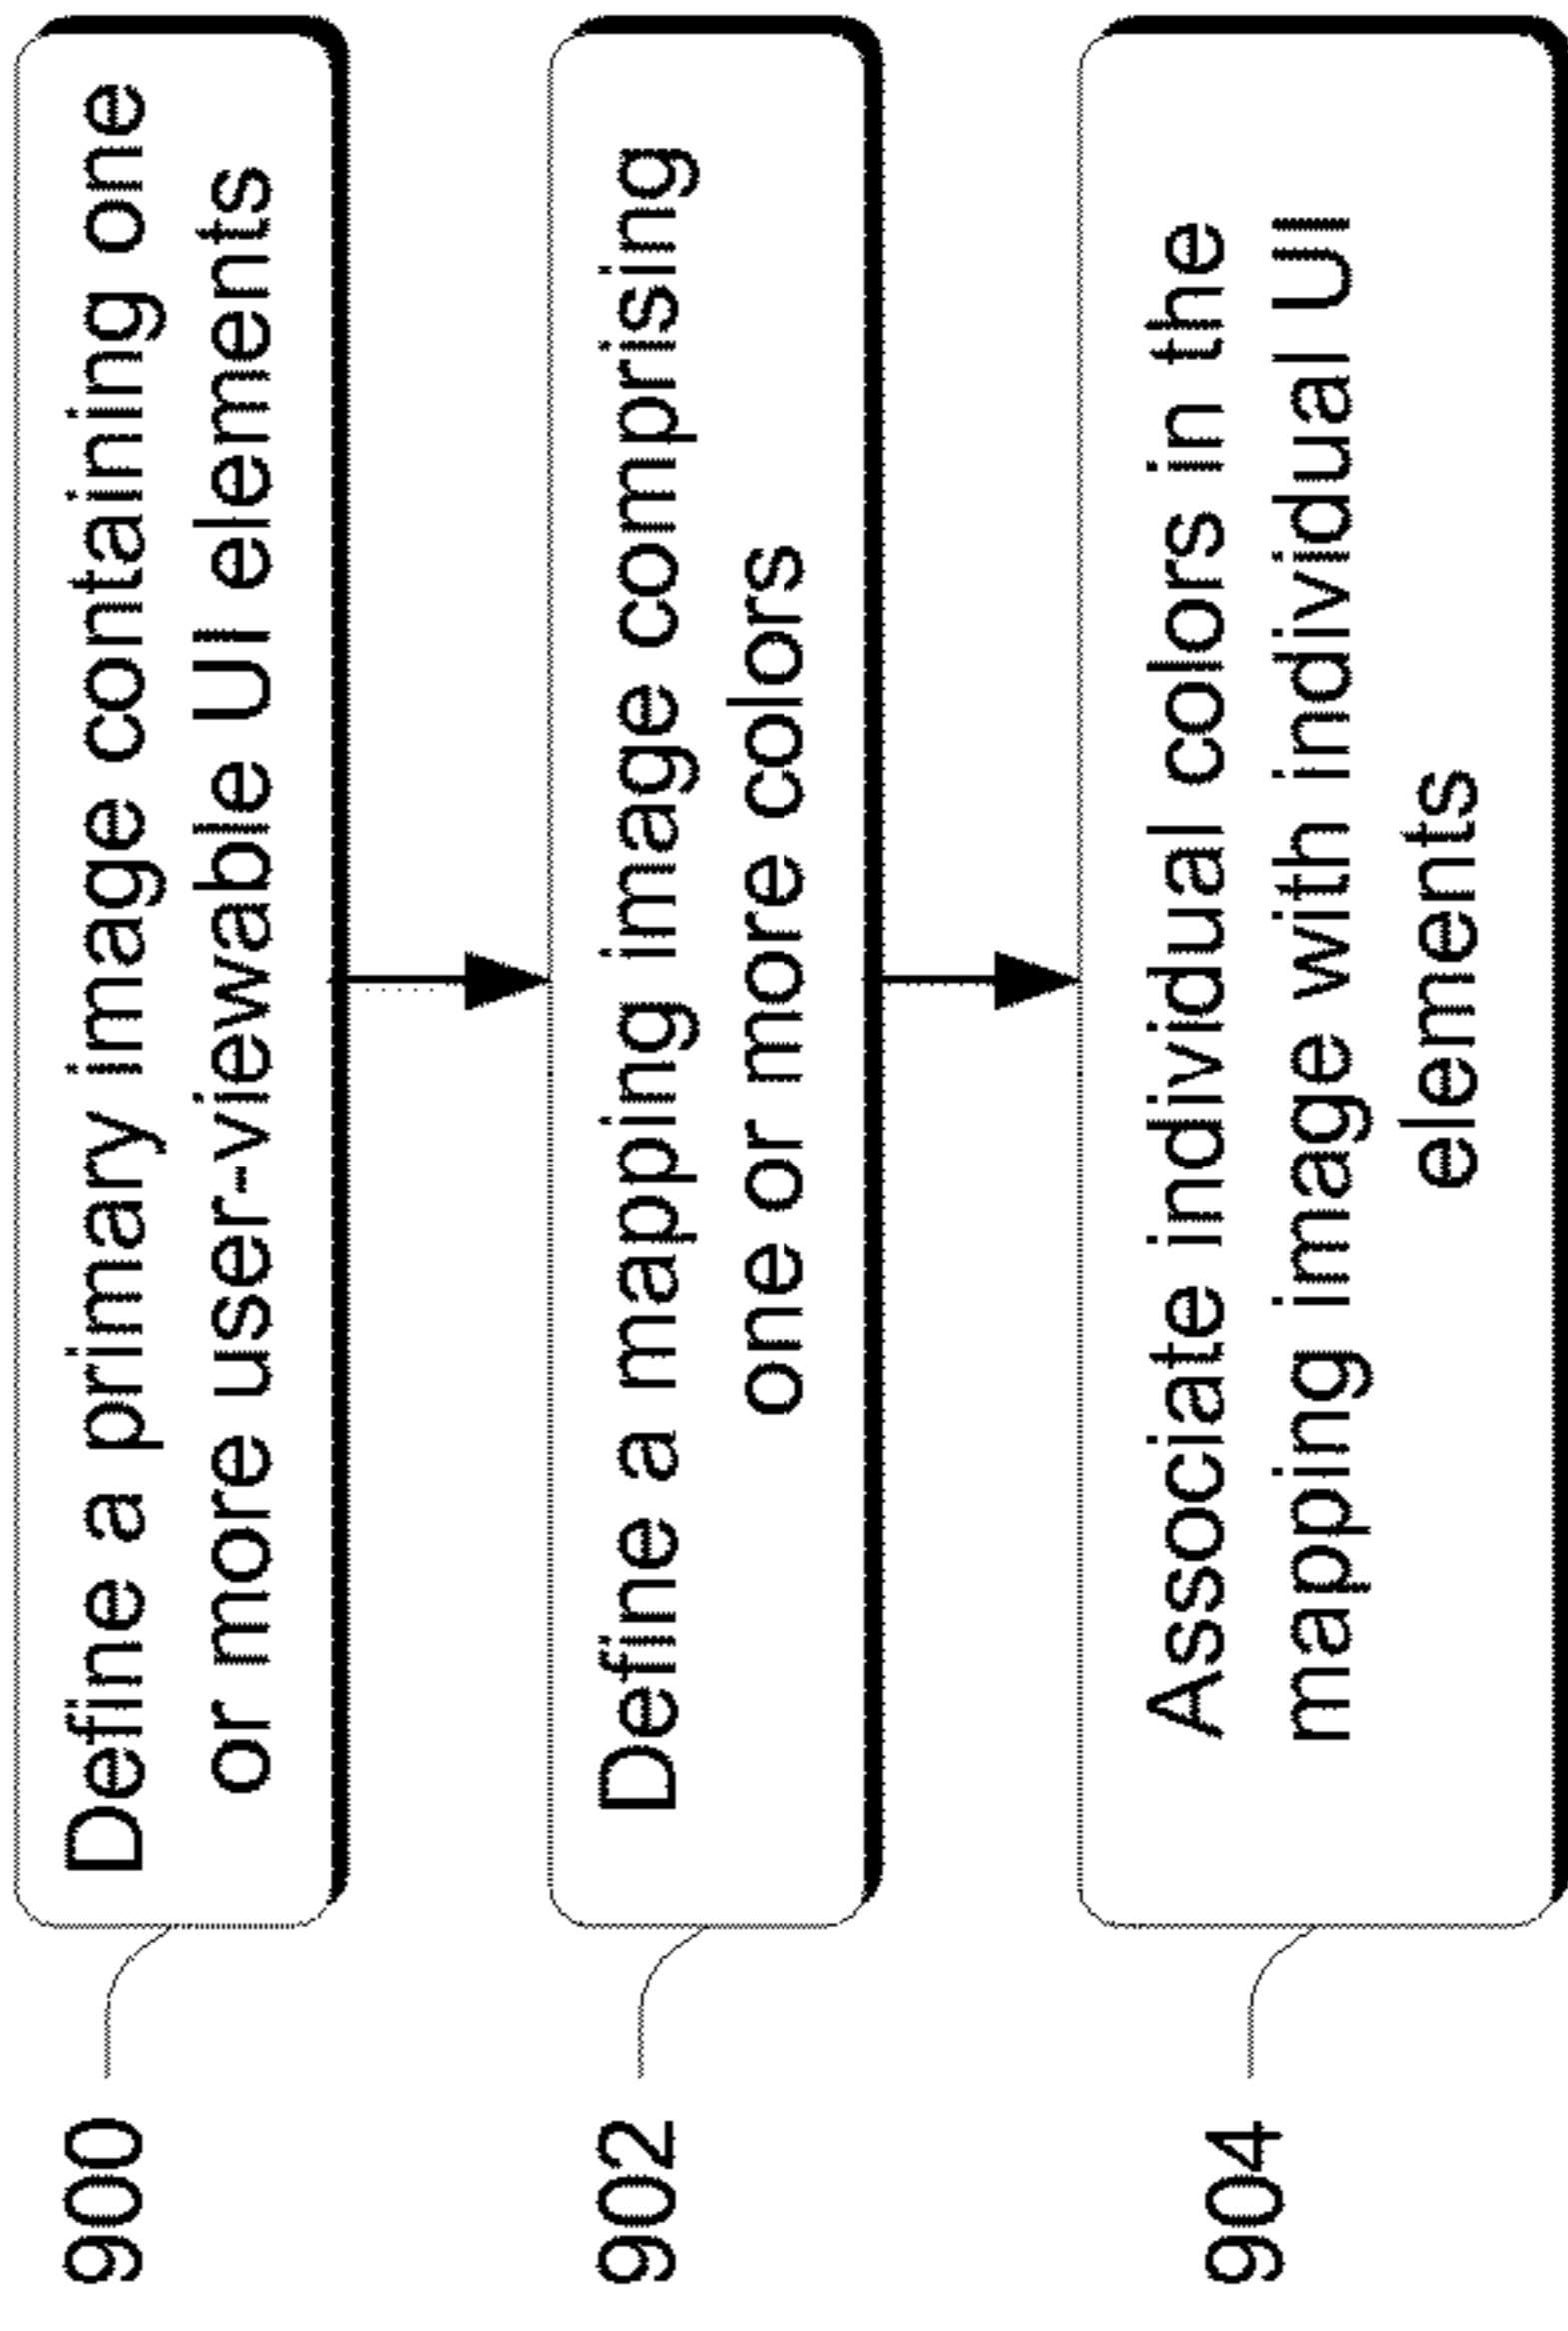 900
Define a primary image containing one
or more user-viewable UI elements
902
Define a mapping image comprising
one or more colors
904
Associate individual colors in the
mapping image with individual UI
elements